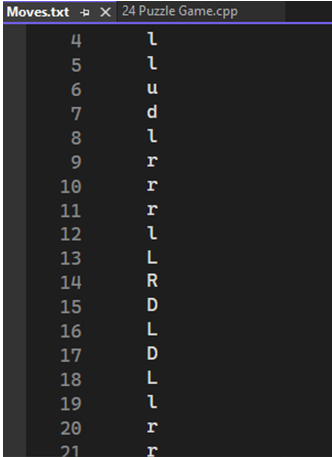 Moves.txt 24 Puzzle Game.cpp
4 l
5 l
6 u
7 d
8 l
9 r
10 r
11 r
12 l
13 L
14 R
15 D
16 L
17 D
18 L
19 l
20 r
21 r